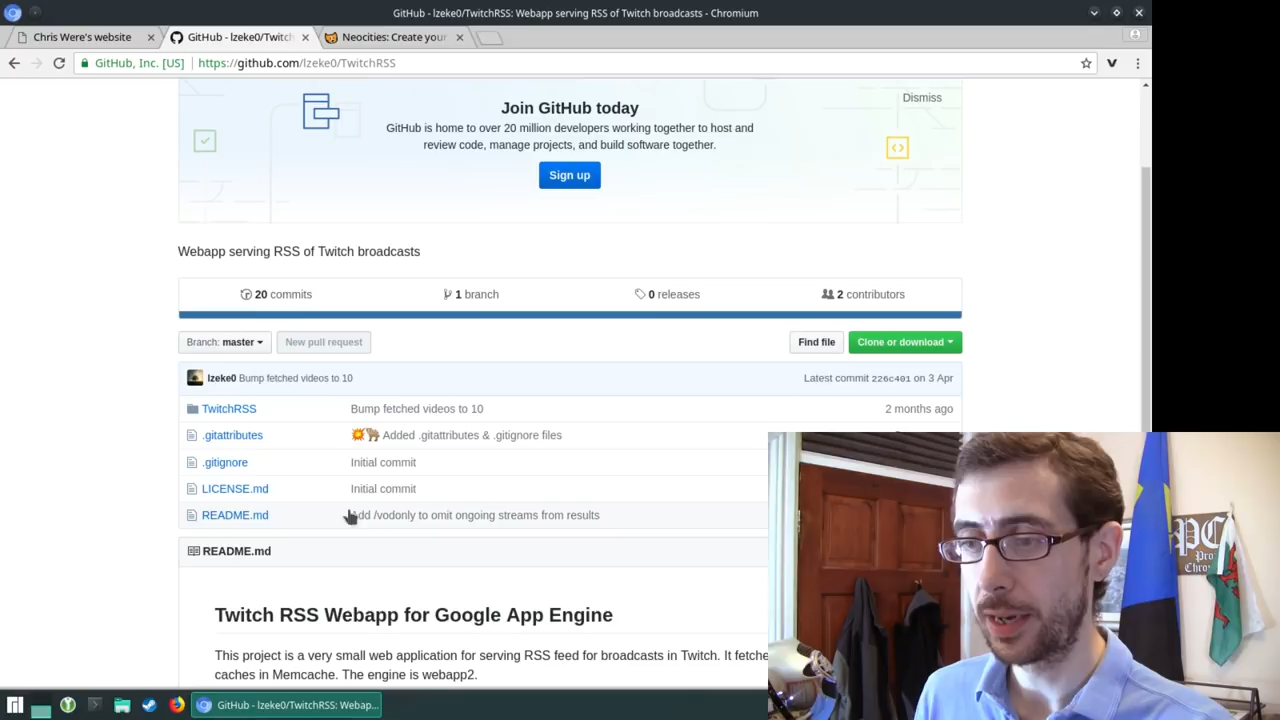 GitHub - lzeke0/TwitchRSS: Webapp serving RSS of Twitch broadcasts - Chromium
Chris Were's website
GitHub - lzeke0/Twitch
Neocities: Create your
GitHub, Inc. [US] https://github.com/lzeke0/TwitchRSS
Join GitHub today
Dismiss
GitHub is home to over 20 million developers working together to host and
review code, manage projects, and build software together.
Sign up
Webapp serving RSS of Twitch broadcasts
20 commits
1 branch
0 releases
2 contributors
Branch: master
New pull request
Find file
Clone or download
lzeke0 Bump fetched videos to 10
Latest commit 226c401 on 3 Apr
TwitchRSS Bump fetched videos to 10 2 months ago
.gitattributes Added .gitattributes & .gitignore files
.gitignore Initial commit
LICENSE.md Initial commit
README.md dd /vodonly to omit ongoing streams from results
README.md
Twitch RSS Webapp for Google App Engine
This project is a very small web application for serving RSS feed for broadcasts in Twitch. It fetche
caches in Memcache. The engine is webapp2.
PC
GitHub - lzeke0/TwitchRSS: Webap...